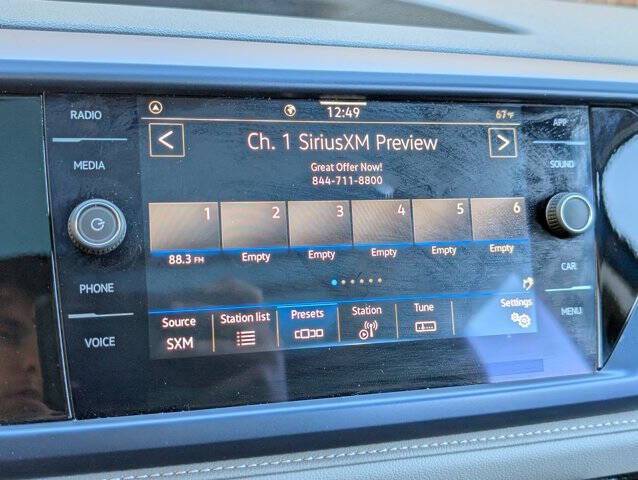 RADIO
MEDIA
PHONE
VOICE
12:49
67°F
< Ch. 1 SiriusXM Preview >
Great Offer Now!
844-711-8800
1 2 3 4 5 6
88.3 FM Empty Empty Empty Empty Empty
Source Station list Presets Station Tune Settings
SXM
APP
SOUND
CAR
MENU